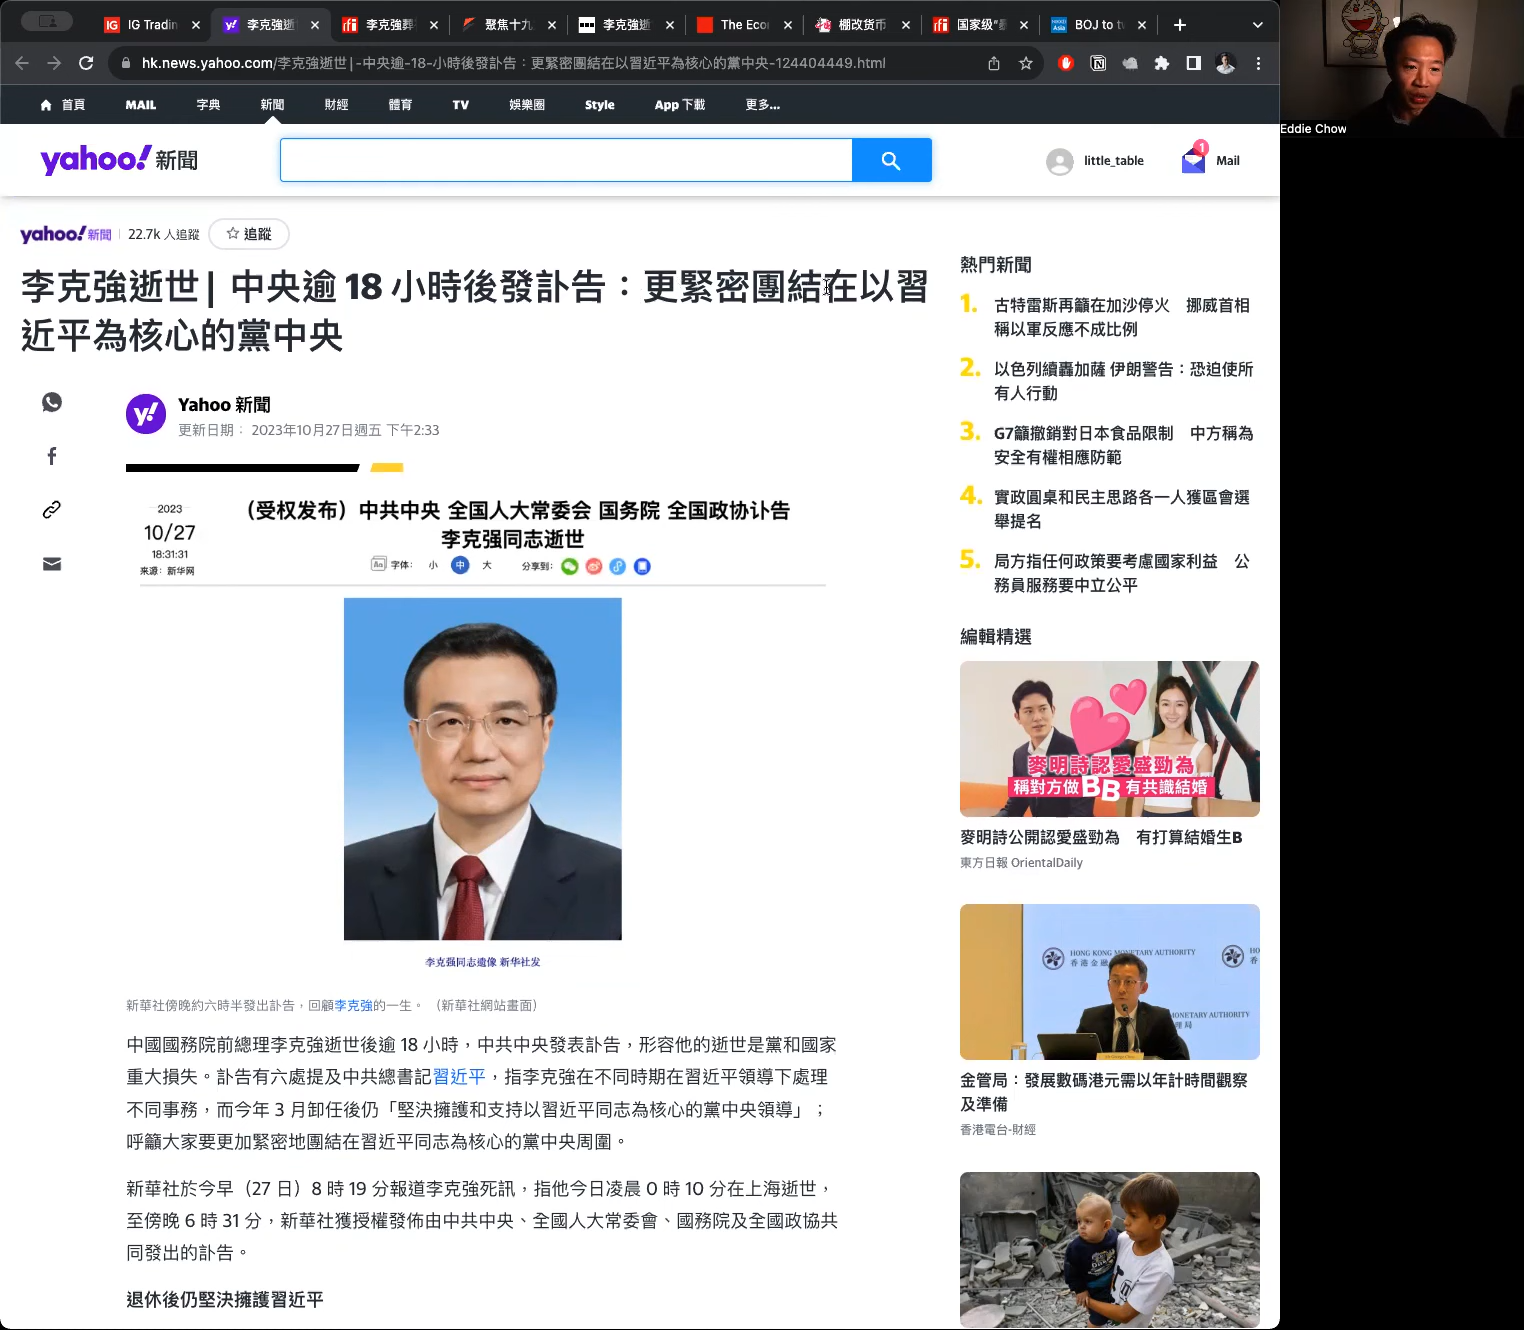 IG Tradin
李克強逝
李克強葬
聚焦十九
李克強逝
The Eco
棚改货币
国家级"
BOJ to tv
hk.news.yahoo.com/李克強逝世|-中央逾-18-小時後發訃告：更緊密團結在以習近平為核心的黨中央-124404449.html
首頁
MAIL
字典
新聞
財經
體育
TV
娛樂圈
Style
App 下載
更多...
yahoo! 新聞
little_table
1
Mail
Eddie Chow
yahoo! 新聞
22.7k 人追蹤
追蹤
李克強逝世| 中央逾 18 小時後發訃告：更緊密團結在以習
近平為核心的黨中央
Yahoo 新聞
更新日期： 2023年10月27日週五 下午2:33
2023
10/27
18:31:31
来源：新华网
（受权发布）中共中央 全国人大常委会 国务院 全国政协讣告
李克强同志逝世
字体： 小 中 大 分享到：
李克强同志遗像 新华社发
新華社傍晚約六時半發出訃告，回顧李克強的一生。（新華社網站畫面）
中國國務院前總理李克強逝世後逾 18 小時，中共中央發表訃告，形容他的逝世是黨和國家
重大損失。訃告有六處提及中共總書記習近平，指李克強在不同時期在習近平領導下處理
不同事務，而今年 3 月卸任後仍「堅決擁護和支持以習近平同志為核心的黨中央領導」；
呼籲大家要更加緊密地團結在習近平同志為核心的黨中央周圍。
新華社於今早（27 日）8 時 19 分報道李克強死訊，指他今日凌晨 0 時 10 分在上海逝世，
至傍晚 6 時 31 分，新華社獲授權發佈由中共中央、全國人大常委會、國務院及全國政協共
同發出的訃告。
退休後仍堅決擁護習近平
熱門新聞
1. 古特雷斯再籲在加沙停火　挪威首相
稱以軍反應不成比例
2. 以色列續轟加薩 伊朗警告：恐迫使所
有人行動
3. G7籲撤銷對日本食品限制　中方稱為
安全有權相應防範
4. 實政圓桌和民主思路各一人獲區會選
舉提名
5. 局方指任何政策要考慮國家利益　公
務員服務要中立公平
編輯精選
麥明詩認愛盛勁為
稱對方做BB有共識結婚
麥明詩公開認愛盛勁為　有打算結婚生B
東方日報 OrientalDaily
HONG KONG MONETARY AUTHORITY
香港金融
HO
香
MONETARY AUTHORITY
理局
金管局：發展數碼港元需以年計時間觀察
及準備
香港電台-財經